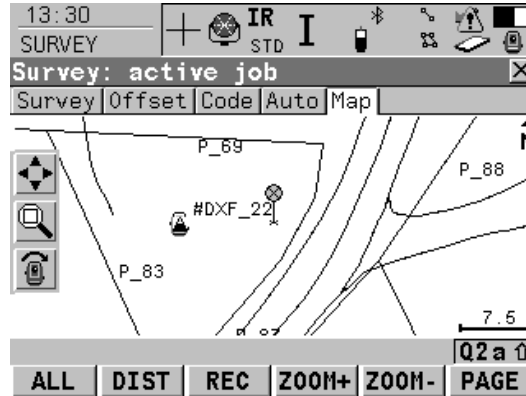 13:30
SURVEY
IR
STD
I
Survey: active job
Survey Offset Code Auto Map
P_69
P_88
#DXF_22
P_83
7.5
Q2a
ALL DIST REC ZOOM+ ZOOM- PAGE